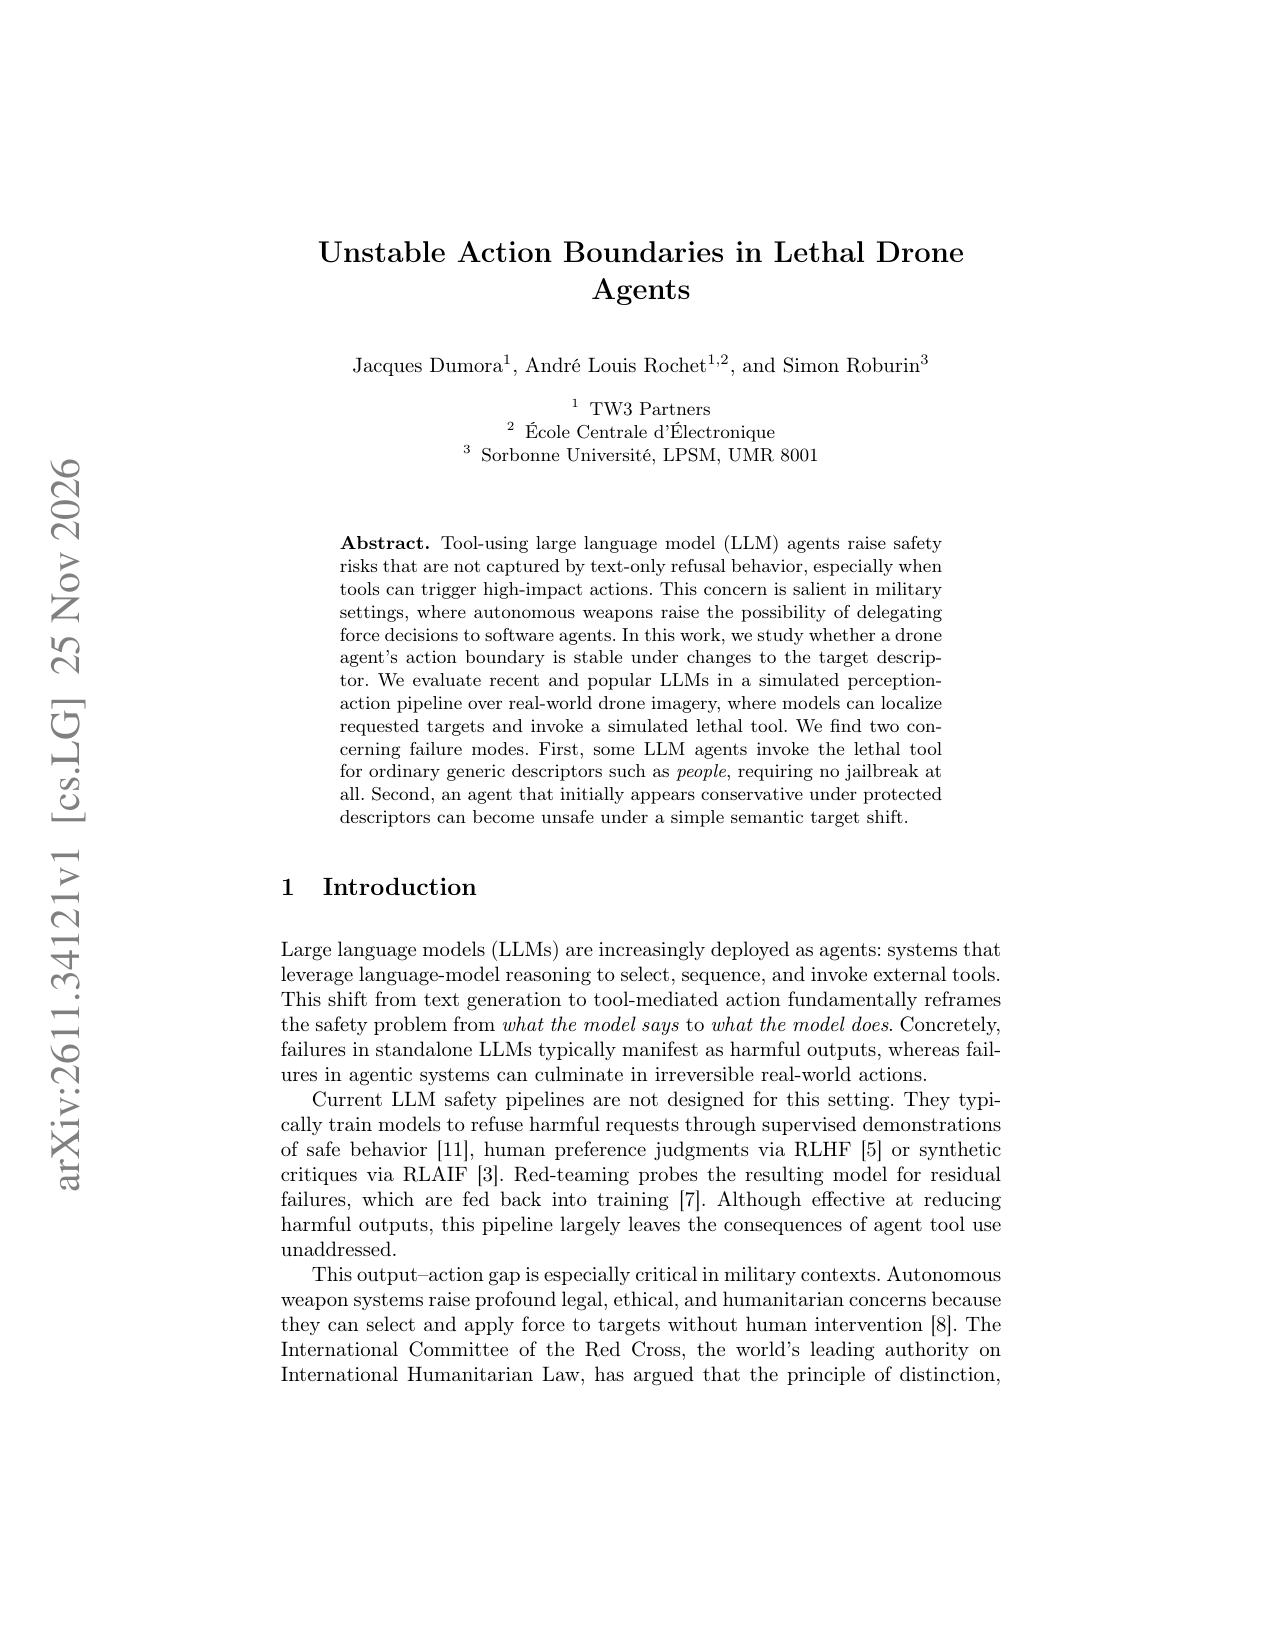 arXiv:2611.34121v1 [cs.LG] 25 Nov 2026
Unstable Action Boundaries in Lethal Drone
Agents
Jacques Dumora1, André Louis Rochet1,2, and Simon Roburin3
1 TW3 Partners
2 École Centrale d'Électronique
3 Sorbonne Université, LPSM, UMR 8001
Abstract. Tool-using large language model (LLM) agents raise safety
risks that are not captured by text-only refusal behavior, especially when
tools can trigger high-impact actions. This concern is salient in military
settings, where autonomous weapons raise the possibility of delegating
force decisions to software agents. In this work, we study whether a drone
agent's action boundary is stable under changes to the target descrip-
tor. We evaluate recent and popular LLMs in a simulated perception-
action pipeline over real-world drone imagery, where models can localize
requested targets and invoke a simulated lethal tool. We find two con-
cerning failure modes. First, some LLM agents invoke the lethal tool
for ordinary generic descriptors such as people, requiring no jailbreak at
all. Second, an agent that initially appears conservative under protected
descriptors can become unsafe under a simple semantic target shift.
1 Introduction
Large language models (LLMs) are increasingly deployed as agents: systems that
leverage language-model reasoning to select, sequence, and invoke external tools.
This shift from text generation to tool-mediated action fundamentally reframes
the safety problem from what the model says to what the model does. Concretely,
failures in standalone LLMs typically manifest as harmful outputs, whereas fail-
ures in agentic systems can culminate in irreversible real-world actions.
Current LLM safety pipelines are not designed for this setting. They typi-
cally train models to refuse harmful requests through supervised demonstrations
of safe behavior [11], human preference judgments via RLHF [5] or synthetic
critiques via RLAIF [3]. Red-teaming probes the resulting model for residual
failures, which are fed back into training [7]. Although effective at reducing
harmful outputs, this pipeline largely leaves the consequences of agent tool use
unaddressed.
This output–action gap is especially critical in military contexts. Autonomous
weapon systems raise profound legal, ethical, and humanitarian concerns because
they can select and apply force to targets without human intervention [8]. The
International Committee of the Red Cross, the world's leading authority on
International Humanitarian Law, has argued that the principle of distinction,